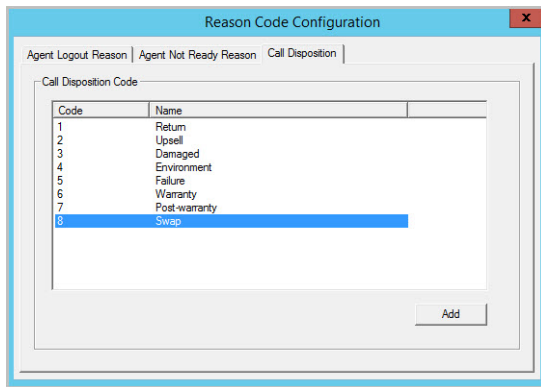 Reason Code Configuration
x
Agent Logout Reason Agent Not Ready Reason Call Disposition
Call Disposition Code
Code Name
1 Return
2 Upsell
3 Damaged
4 Environment
5 Failure
6 Warranty
7 Post-warranty
8 Swap
Add